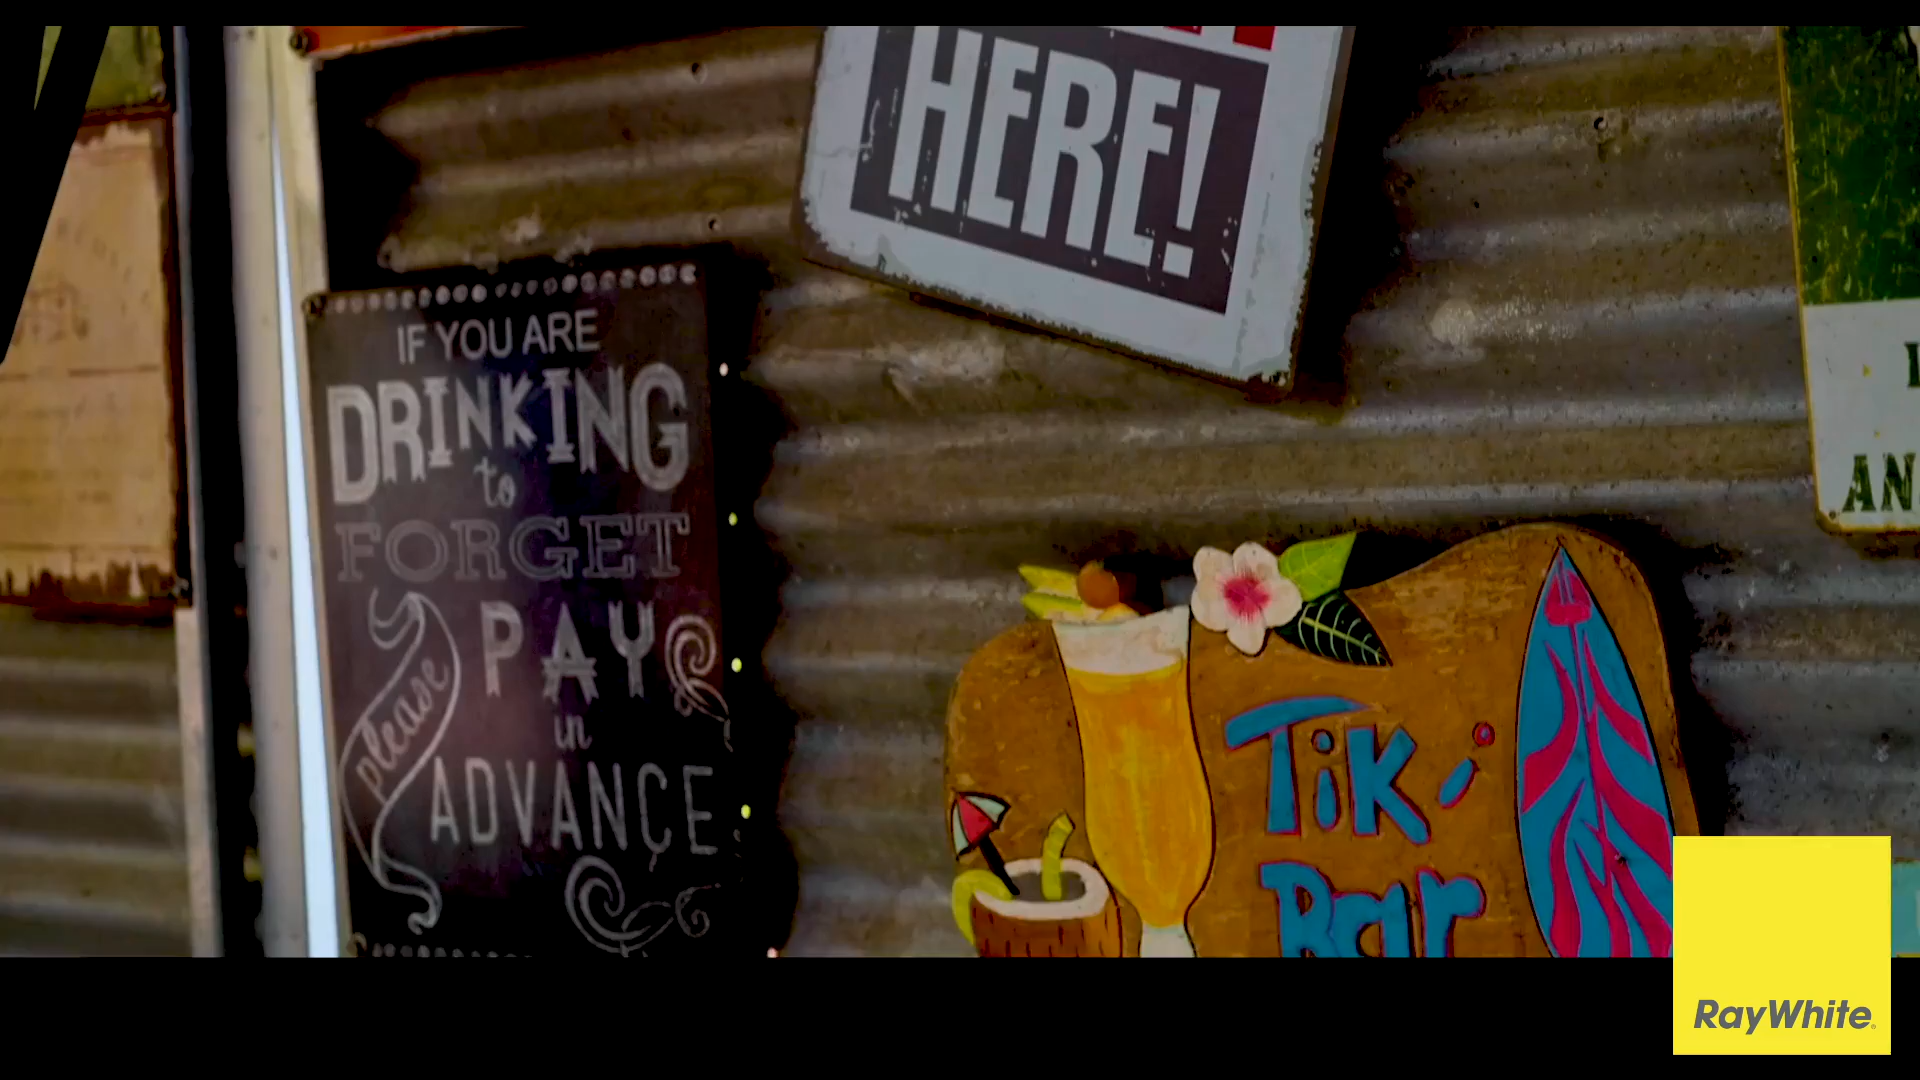 HERE!
IF YOU ARE
DRINKING
to
FORGET
please
PAY
in
ADVANCE
Tiki
Bar
AN
RayWhite